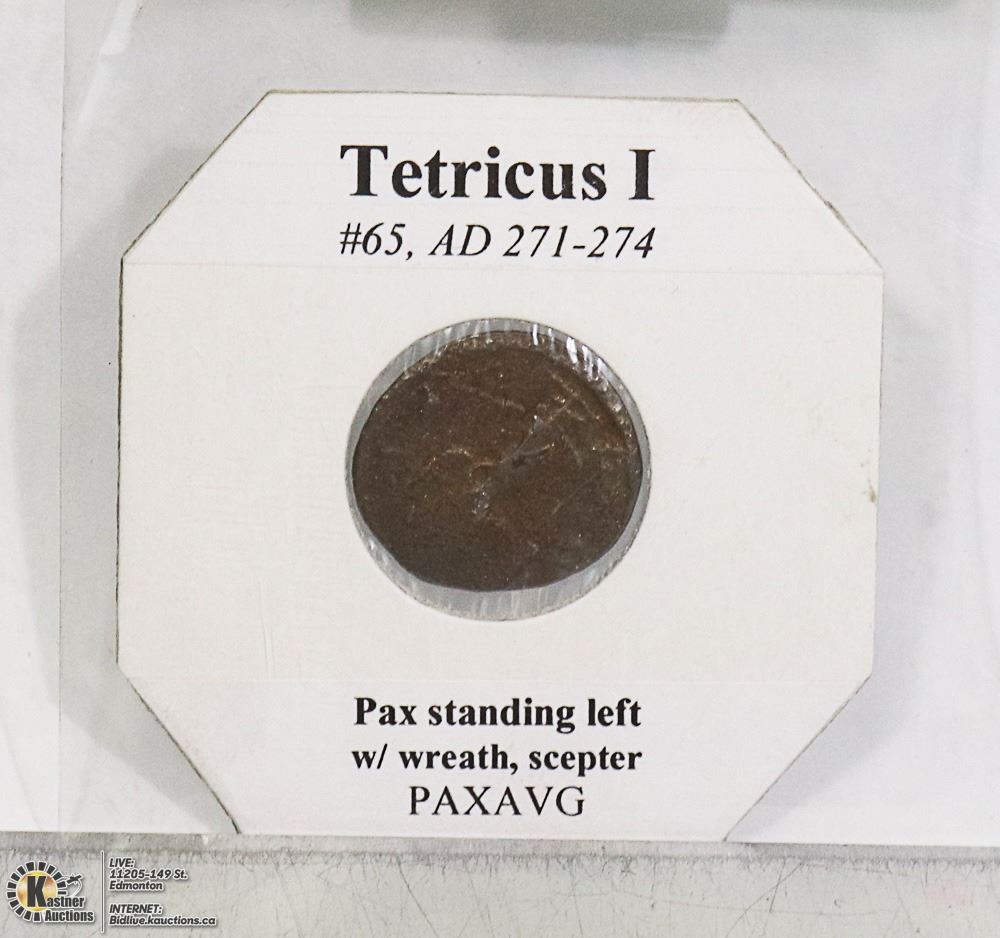 Tetricus I
#65, AD 271-274
Pax standing left
w/ wreath, scepter
PAXAVG
K
Kastner
Auctions
LIVE:
11205-149 St.
Edmonton
INTERNET:
Bidlive.kauctions.ca